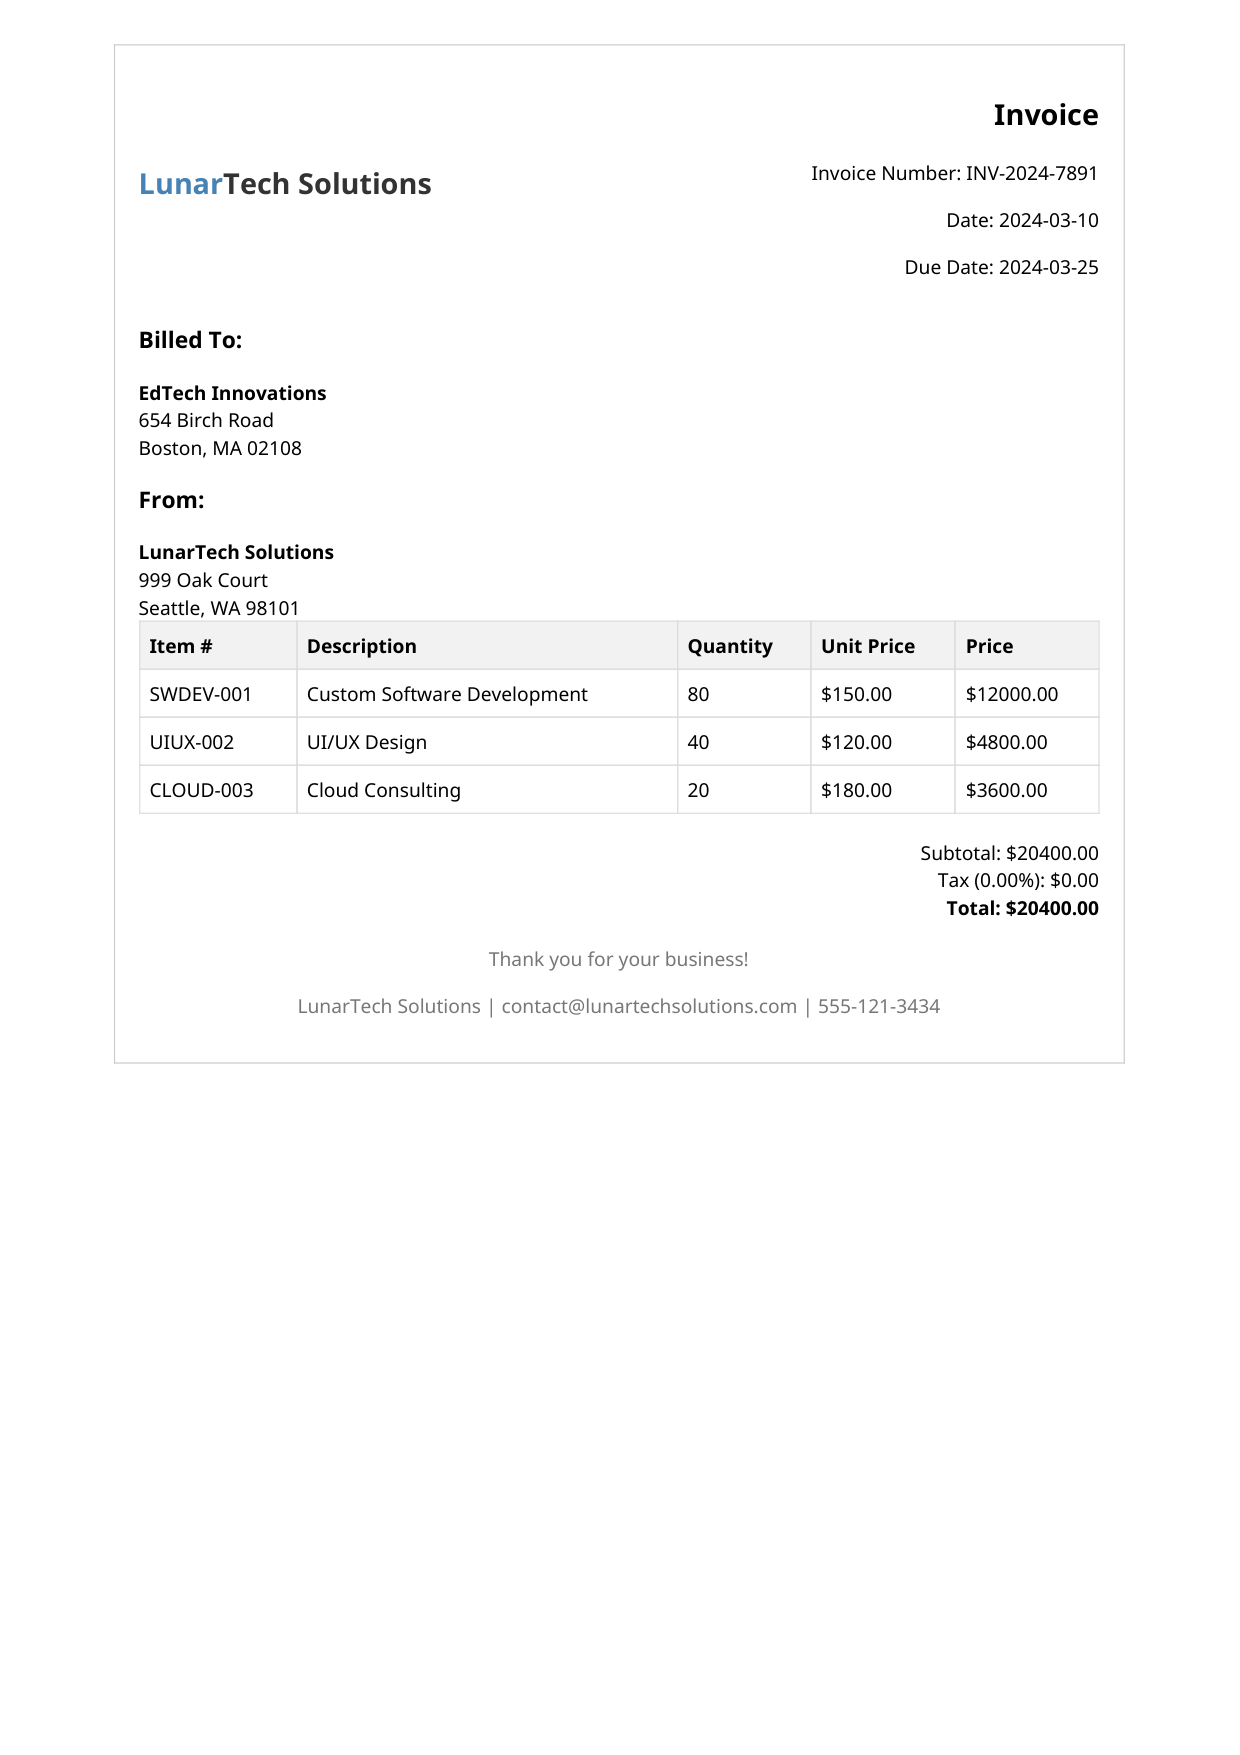 Invoice
LunarTech Solutions
Invoice Number: INV-2024-7891
Date: 2024-03-10
Due Date: 2024-03-25
Billed To:
EdTech Innovations
654 Birch Road
Boston, MA 02108
From:
LunarTech Solutions
999 Oak Court
Seattle, WA 98101
Item # Description Quantity Unit Price Price
SWDEV-001 Custom Software Development 80 $150.00 $12000.00
UIUX-002 UI/UX Design 40 $120.00 $4800.00
CLOUD-003 Cloud Consulting 20 $180.00 $3600.00
Subtotal: $20400.00
Tax (0.00%): $0.00
Total: $20400.00
Thank you for your business!
LunarTech Solutions | contact@lunartechsolutions.com | 555-121-3434